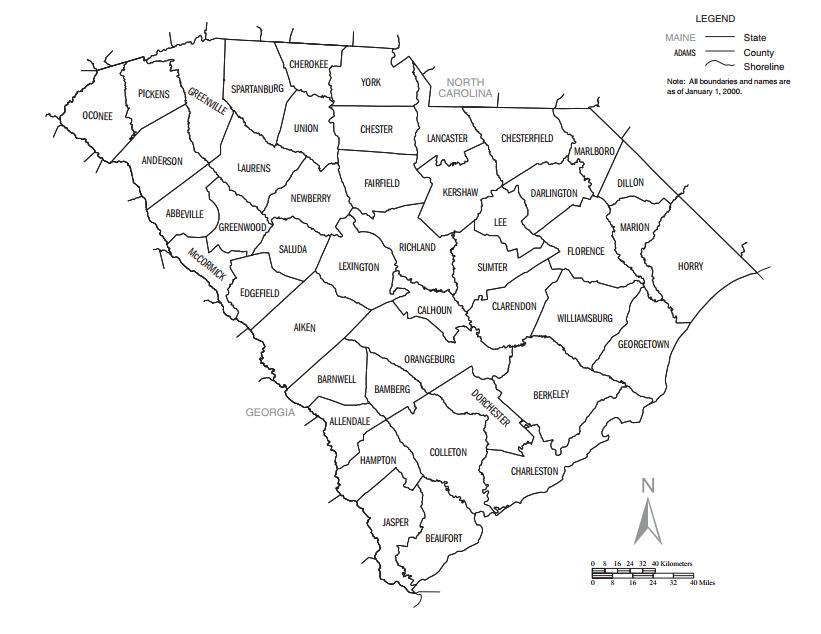 LEGEND
MAINE
State
ADAMS
County
Shoreline
Note: All boundaries and names are
as of January 1, 2000.
NORTH
CAROLINA
CHEROKEE
YORK
SPARTANBURG
PICKENS
GREENVILLE
OCONEE
UNION
CHESTER
LANCASTER
CHESTERFIELD
MARLBORO
ANDERSON
LAURENS
FAIRFIELD
DILLON
KERSHAW
DARLINGTON
NEWBERRY
ABBEVILLE
GREENWOOD
LEE
MARION
SALUDA
RICHLAND
FLORENCE
McCORMICK
LEXINGTON
SUMTER
HORRY
EDGEFIELD
CALHOUN
CLARENDON
WILLIAMSBURG
AIKEN
GEORGETOWN
ORANGEBURG
BARNWELL
BAMBERG
DORCHESTER
BERKELEY
GEORGIA
ALLENDALE
COLLETON
HAMPTON
CHARLESTON
JASPER
BEAUFORT
N
0 8 16 24 32 40 Kilometers
0 8 16 24 32 40 Miles